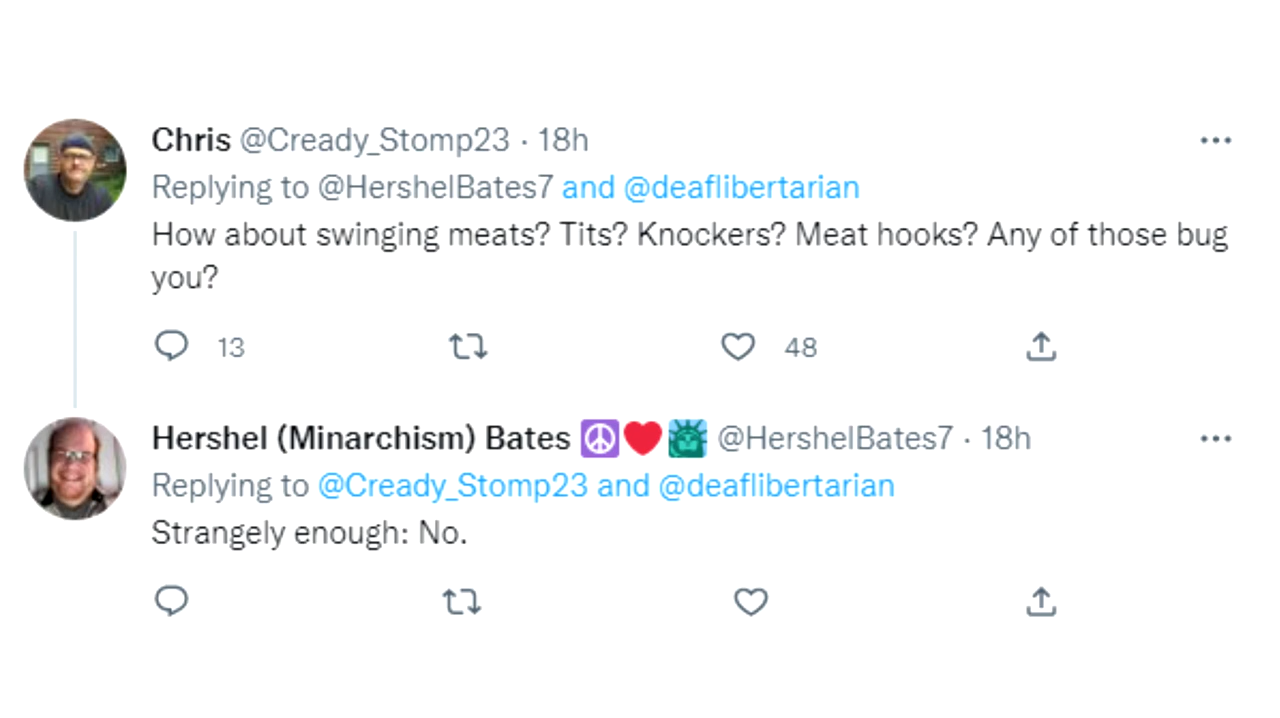 Chris @Cready_Stomp23 · 18h
Replying to @HershelBates7 and @deaflibertarian
How about swinging meats? Tits? Knockers? Meat hooks? Any of those bug
you?
13 48
Hershel (Minarchism) Bates ☮️❤️🗽 @HershelBates7 · 18h
Replying to @Cready_Stomp23 and @deaflibertarian
Strangely enough: No.